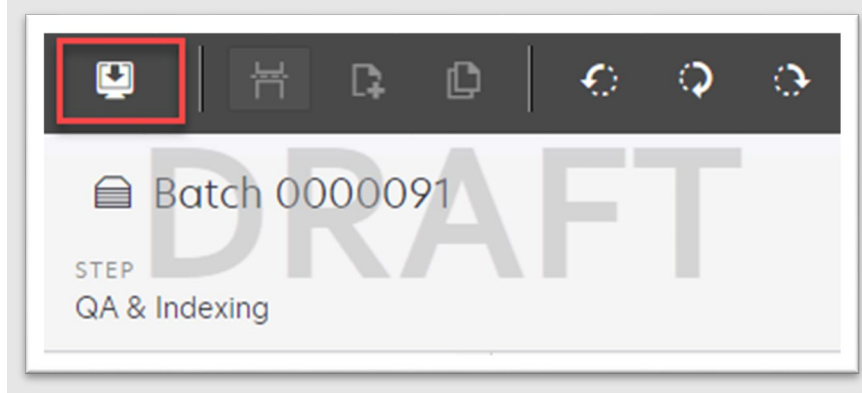 DRAFT
Batch 0000091
STEP
QA & Indexing